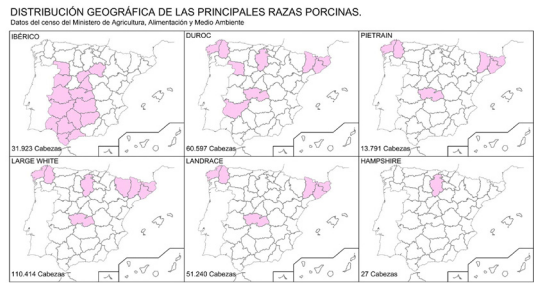 DISTRIBUCIÓN GEOGRÁFICA DE LAS PRINCIPALES RAZAS PORCINAS.
Datos del censo del Ministerio de Agricultura, Alimentación y Medio Ambiente
IBÉRICO
31.923 Cabezas
DUROC
60.597 Cabezas
PIETRAIN
13.791 Cabezas
LARGE WHITE
110.414 Cabezas
LANDRACE
51.240 Cabezas
HAMPSHIRE
27 Cabezas